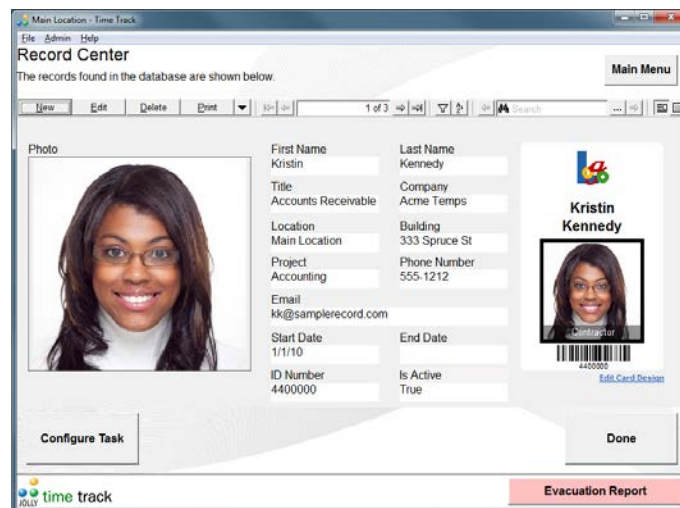 Main Location - Time Track
File Admin Help
Record Center
The records found in the database are shown below.
Main Menu
New Edit Delete Print 1 of 3 Search ...
Photo
First Name Last Name
Kristin Kennedy
Title Company
Accounts Receivable Acme Temps
Location Building
Main Location 333 Spruce St
Project Phone Number
Accounting 555-1212
Email
kk@samplerecord.com
Start Date End Date
1/1/10
ID Number Is Active
4400000 True
Kristin
Kennedy
Contractor
4400000
Edit Card Design
Configure Task
Done
JOLLY time track
Evacuation Report